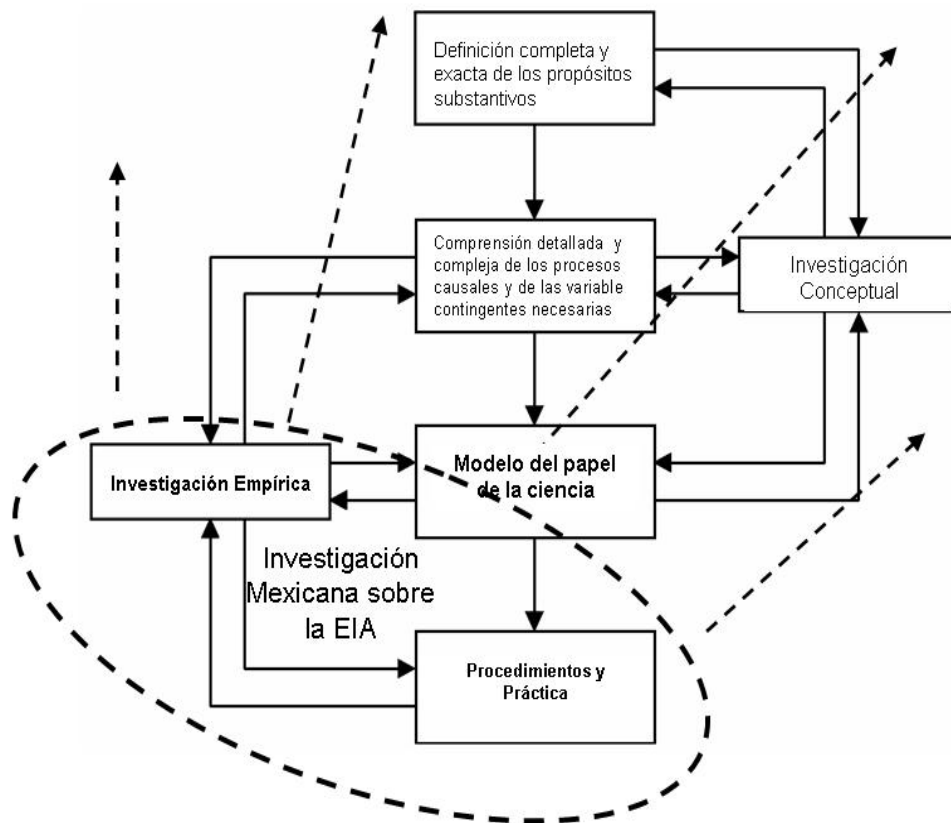 Definición completa y
exacta de los propósitos
substantivos
Comprensión detallada y
compleja de los procesos
causales y de las variable
contingentes necesarias
Investigación
Conceptual
Modelo del papel
de la ciencia
Investigación Empírica
Investigación
Mexicana sobre
la EIA
Procedimientos y
Práctica